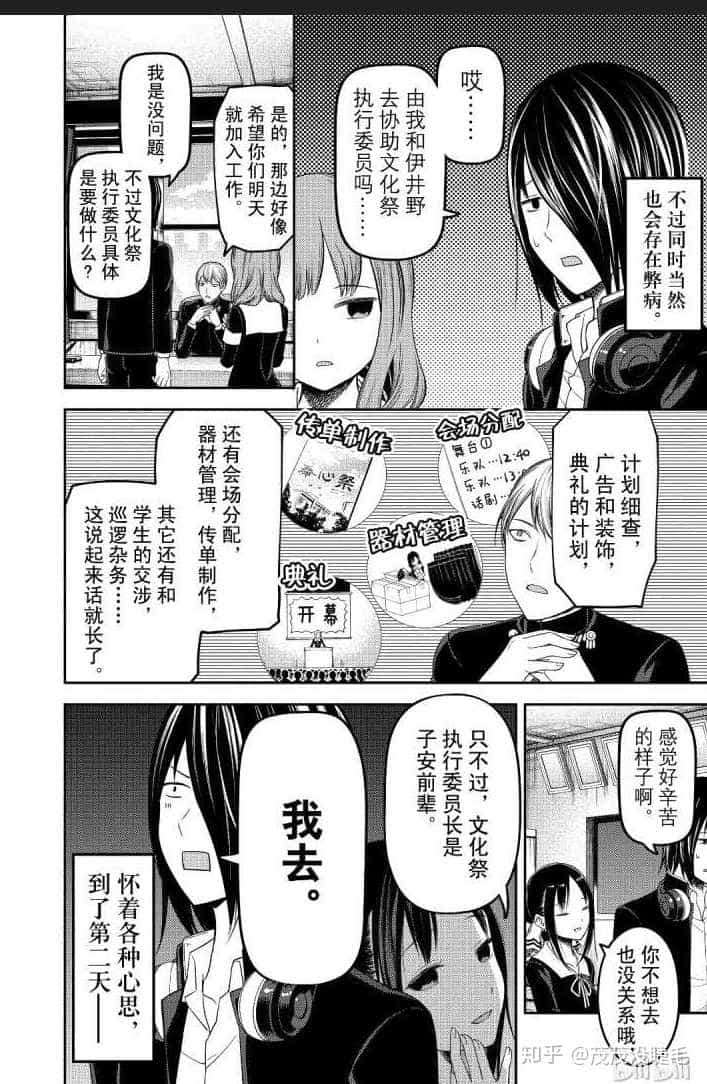 不过同时当然
也会存在弊病。
哎……
由我和伊井野
去协助文化祭
执行委员吗……
是的，那边好像
希望你们明天
就加入工作。
我是没问题，
不过文化祭
执行委员具体
是要做什么？
计划细查，
广告和装饰，
典礼的计划，
会场分配
舞台①
乐队…12:40
乐队…13:
话剧…
传单制作
心祭
器材管理
典礼
开幕
还有会场分配，
器材管理，传单制作，
其它还有和
学生的交涉，
巡逻杂务……
这说起来话就长了。
感觉好辛苦
的样子啊。
你不想去
也没关系哦，
只不过，文化祭
执行委员长是
子安前辈。
我去。
怀着各种心思，
到了第二天——
知乎 @茂茂没睫毛
bilibili